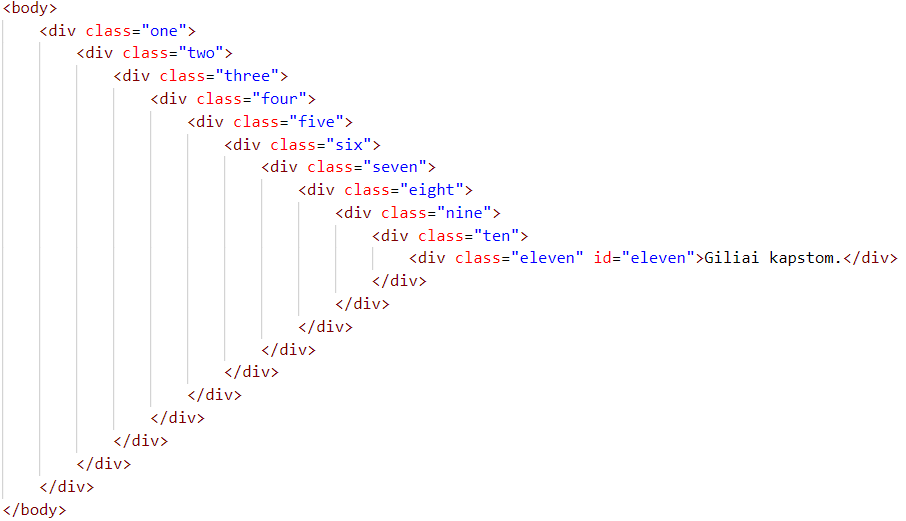 <body>
<div class="one">
<div class="two">
<div class="three">
<div class="four">
<div class="five">
<div class="six">
<div class="seven">
<div class="eight">
<div class="nine">
<div class="ten">
<div class="eleven" id="eleven">Giliai kapstom.</div>
</div>
</div>
</div>
</div>
</div>
</div>
</div>
</div>
</div>
</div>
</body>